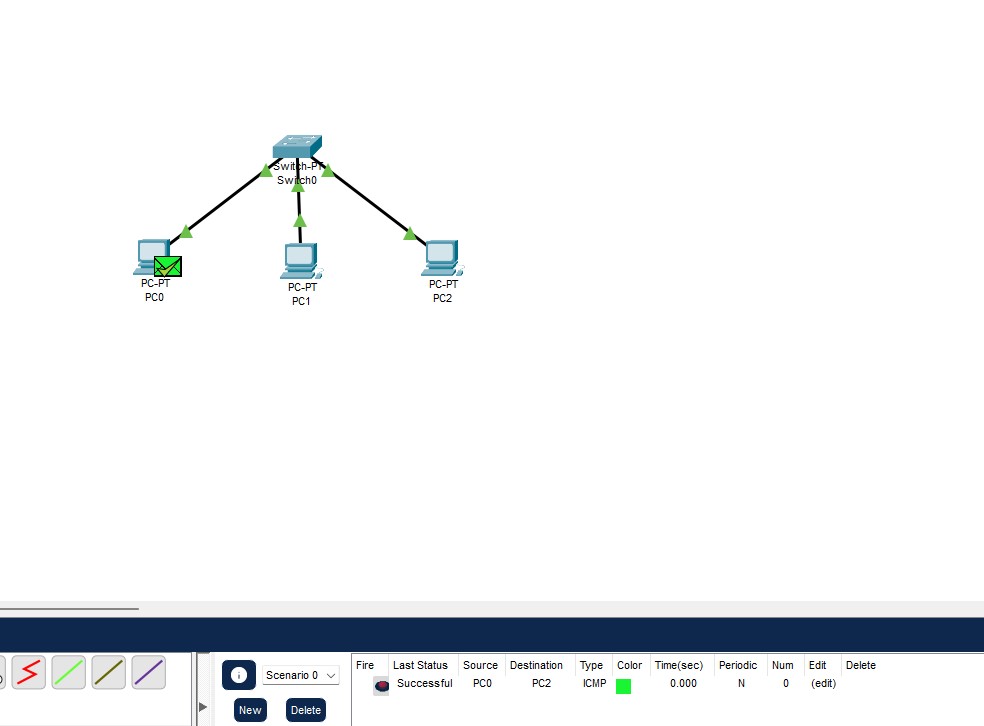 Switch-PT
Switch0
PC-PT
PC0
PC-PT
PC1
PC-PT
PC2
Scenario 0
New Delete
Fire Last Status Source Destination Type Color Time(sec) Periodic Num Edit Delete
Successful PC0 PC2 ICMP 0.000 N 0 (edit)